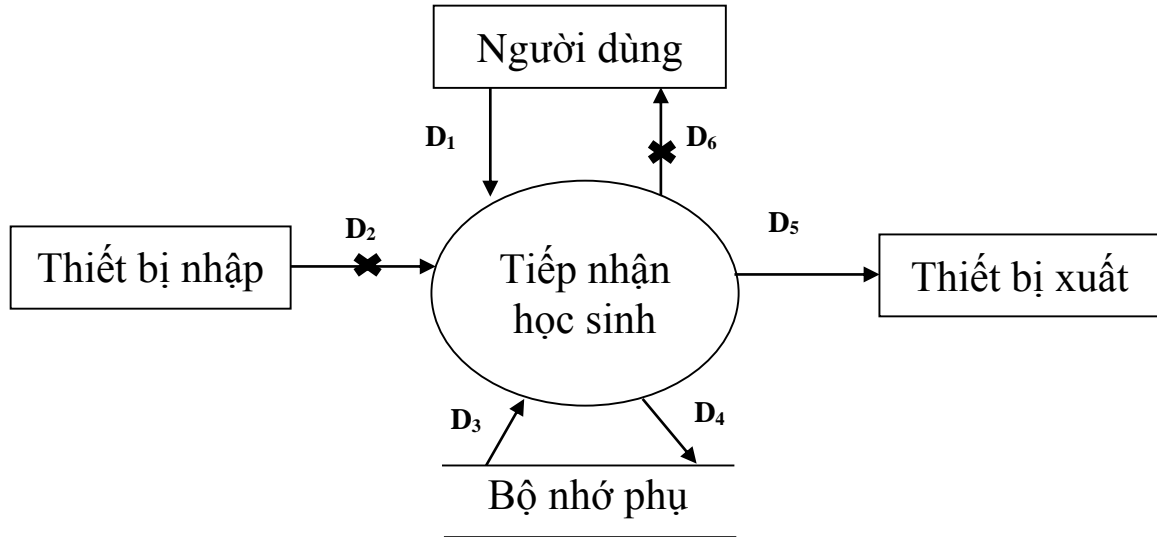 Người dùng
D₁
D₆
D₂
D₅
Thiết bị nhập
Tiếp nhận
học sinh
Thiết bị xuất
D₃
D₄
Bộ nhớ phụ